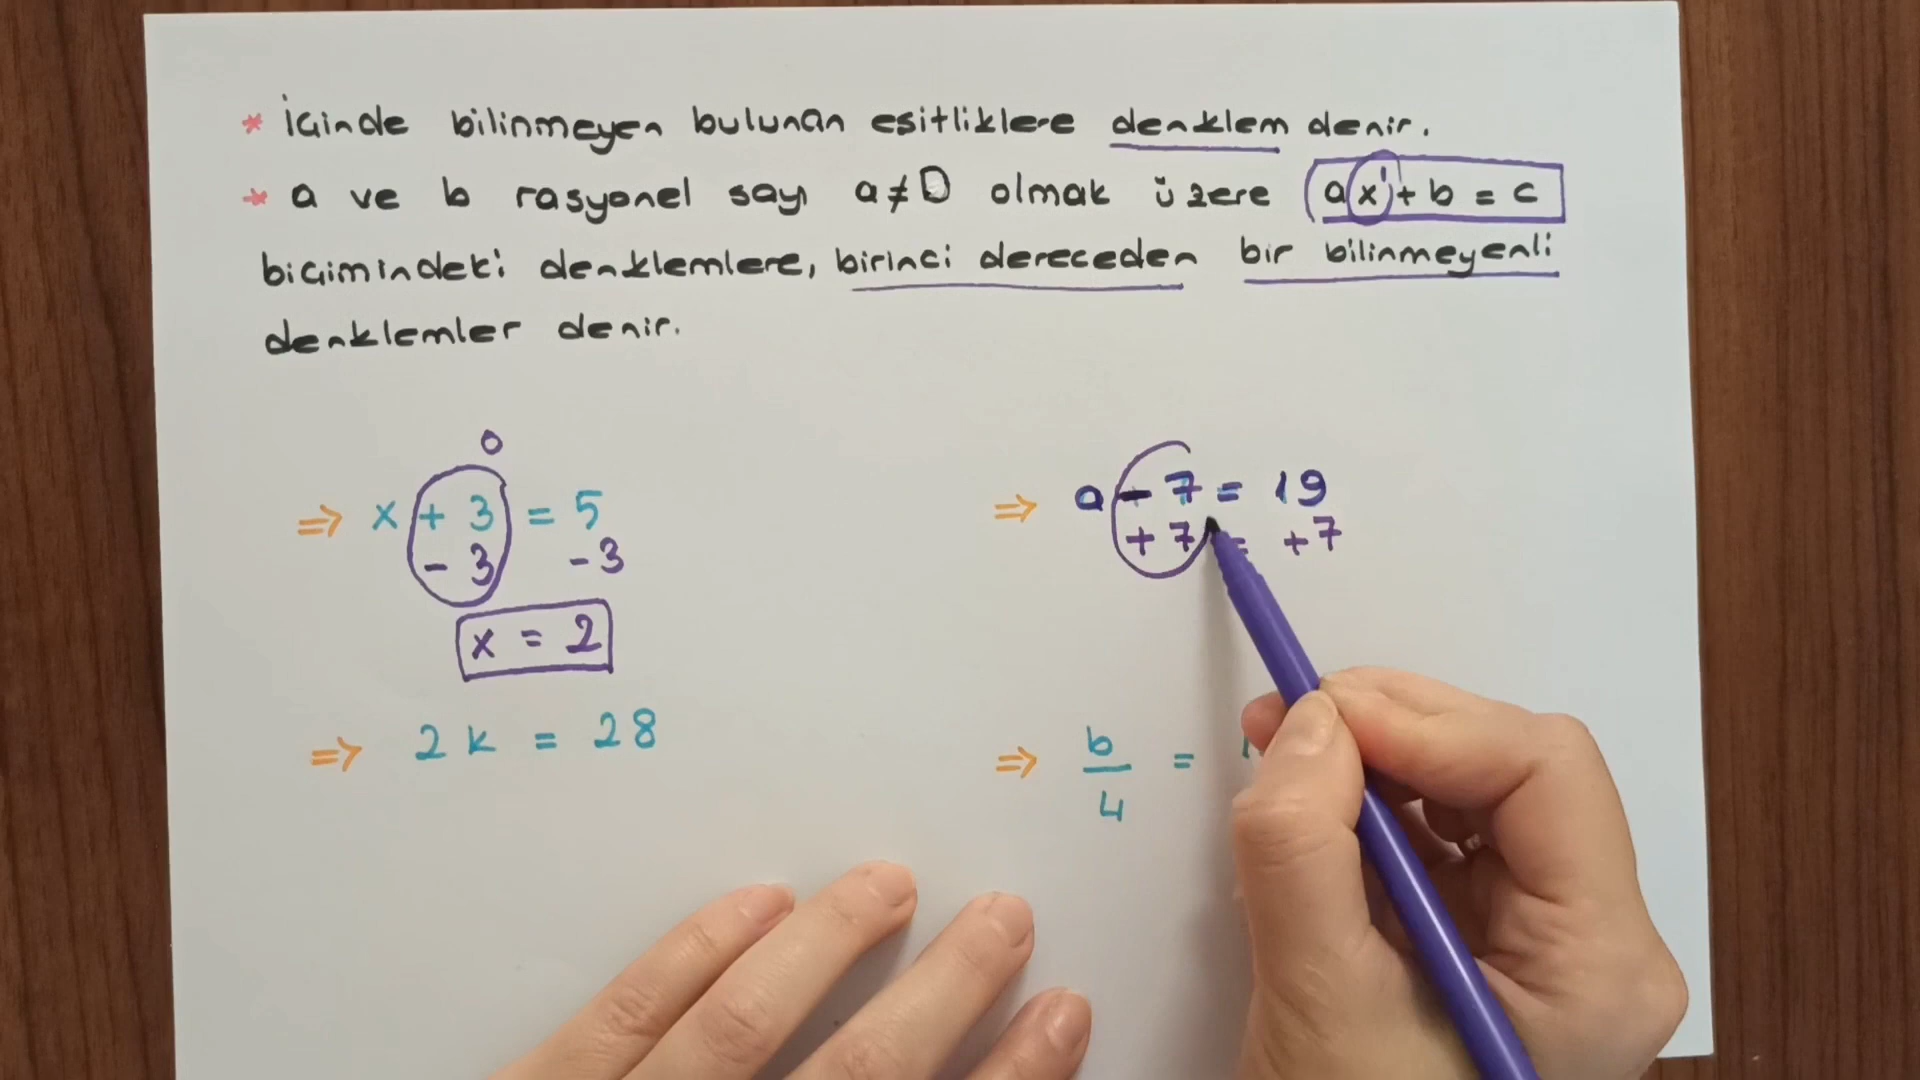 * İçinde bilinmeyen bulunan eşitliklere denklem denir.
* a ve b rasyonel sayı a≠0 olmak üzere ax¹+b=c
biçimindeki denklemlere, birinci dereceden bir bilinmeyenli
denklemler denir.
0
⇒ x + 3 = 5
- 3 - 3
x = 2
⇒ a - 7 = 19
+ 7 = + 7
⇒ 2k = 28
⇒ b/4 =